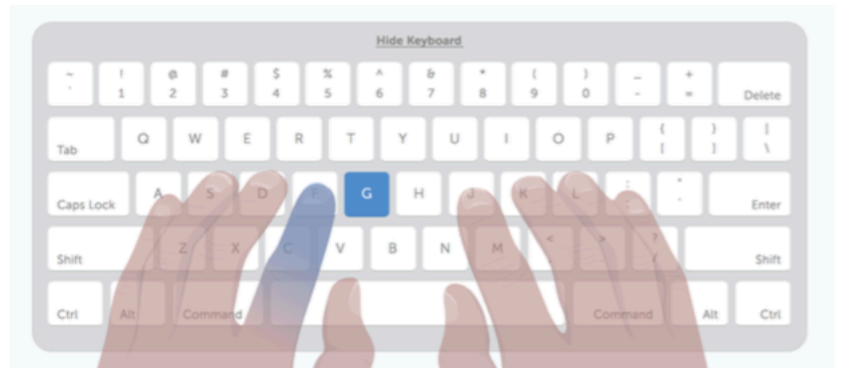 Hide Keyboard
~ ! @ # $ % ^ & * ( ) _ +
` 1 2 3 4 5 6 7 8 9 0 - = Delete
Q W E R T Y U I O P { } |
Tab [ ] \
A S D F G H J K L : "
Caps Lock ; ' Enter
Z X C V B N M < > ?
Shift , . / Shift
Ctrl Alt Command Command Alt Ctrl